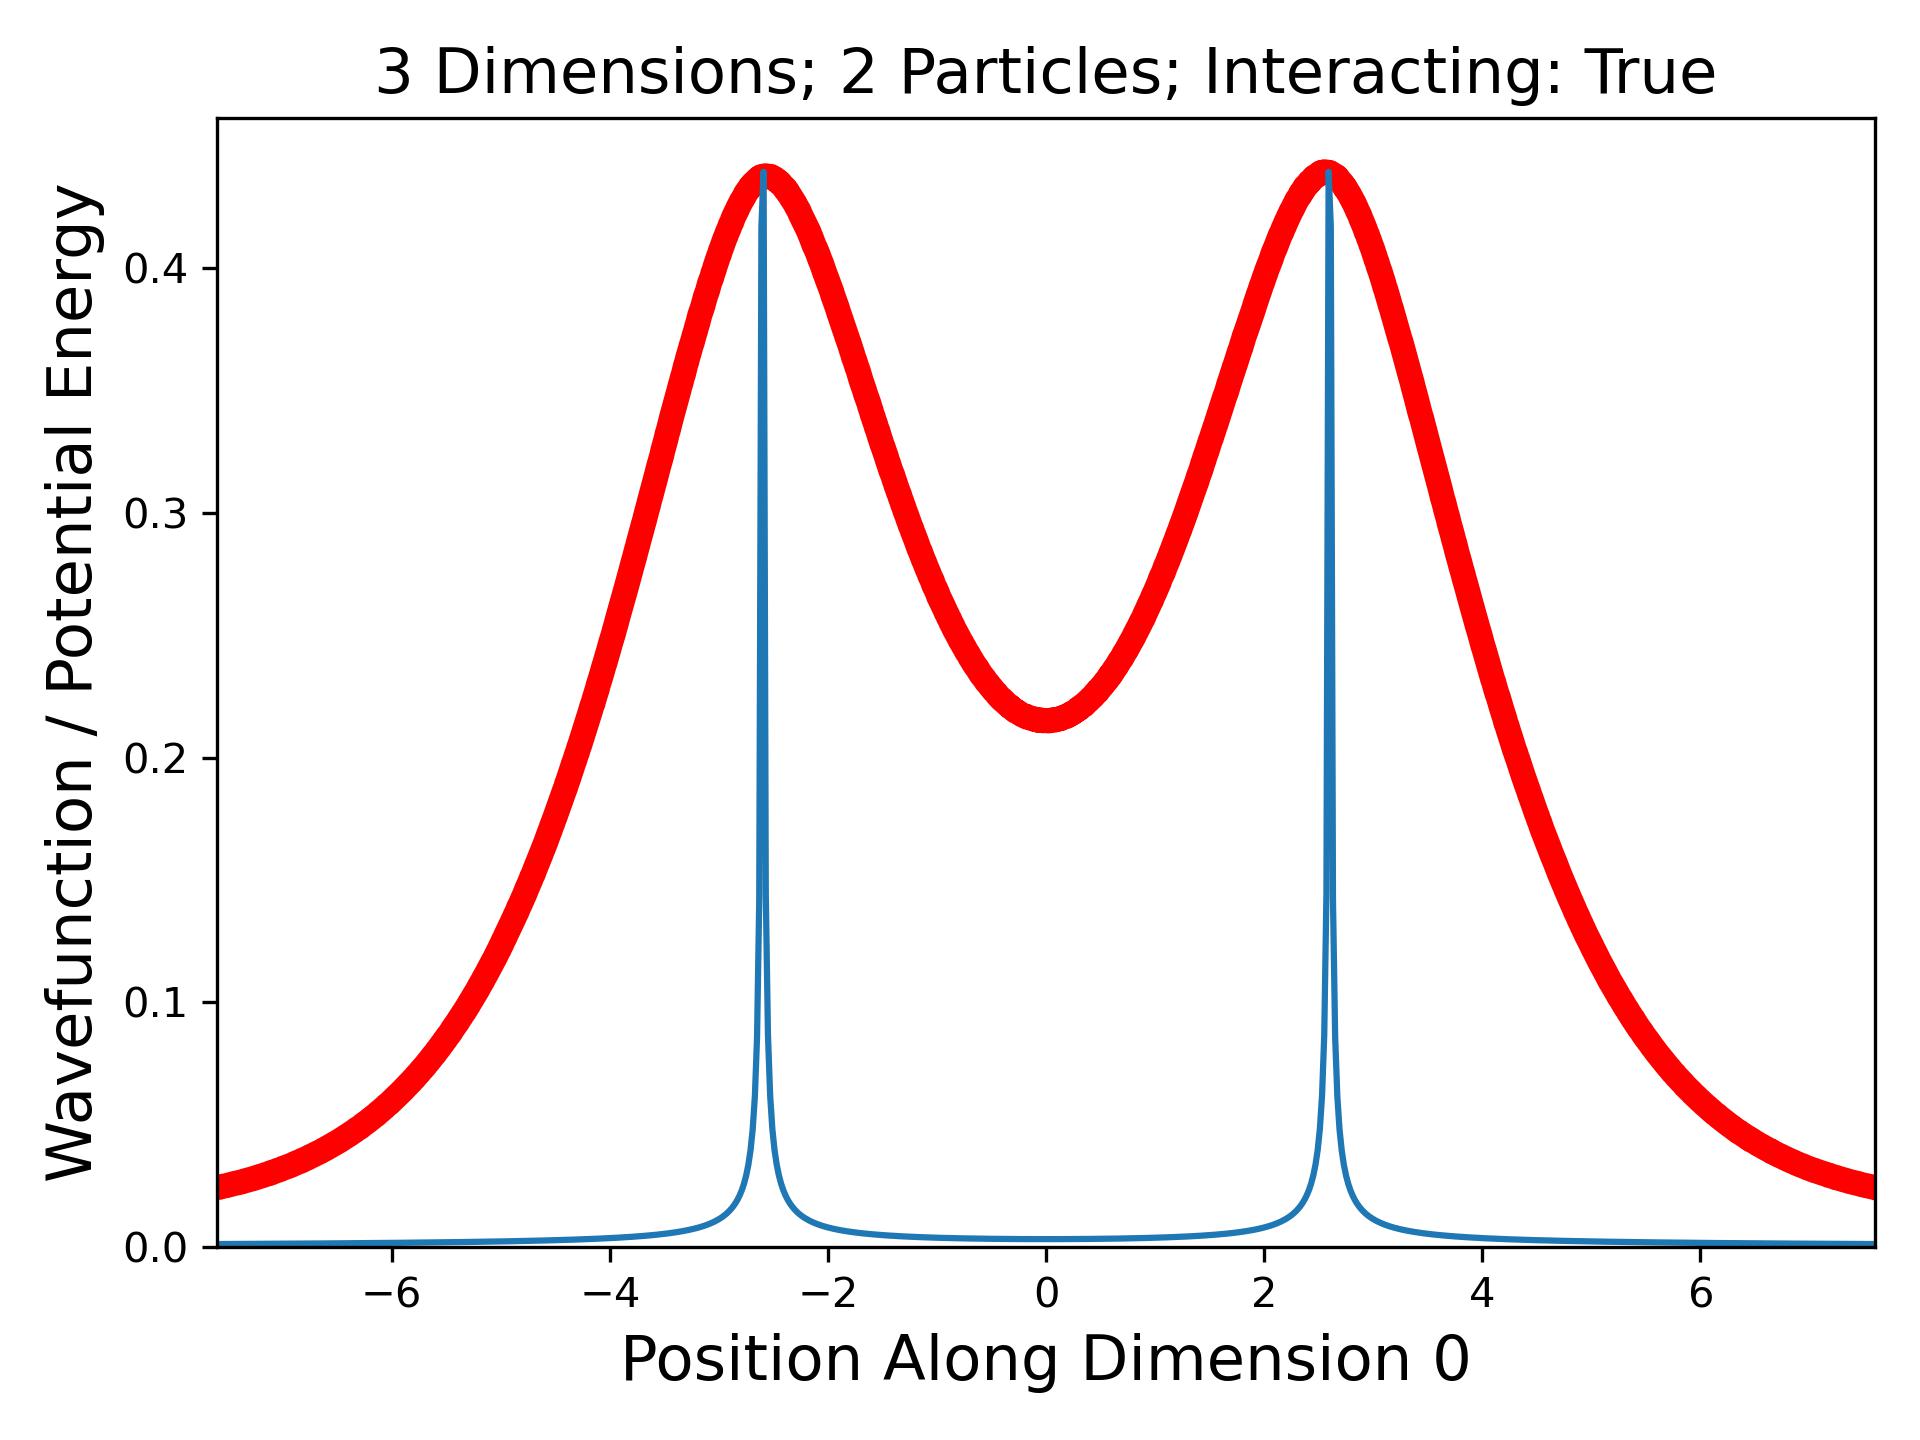 3 Dimensions; 2 Particles; Interacting: True
Wavefunction / Potential Energy
0.4
0.3
0.2
0.1
0.0
−6 −4 −2 0 2 4 6
Position Along Dimension 0